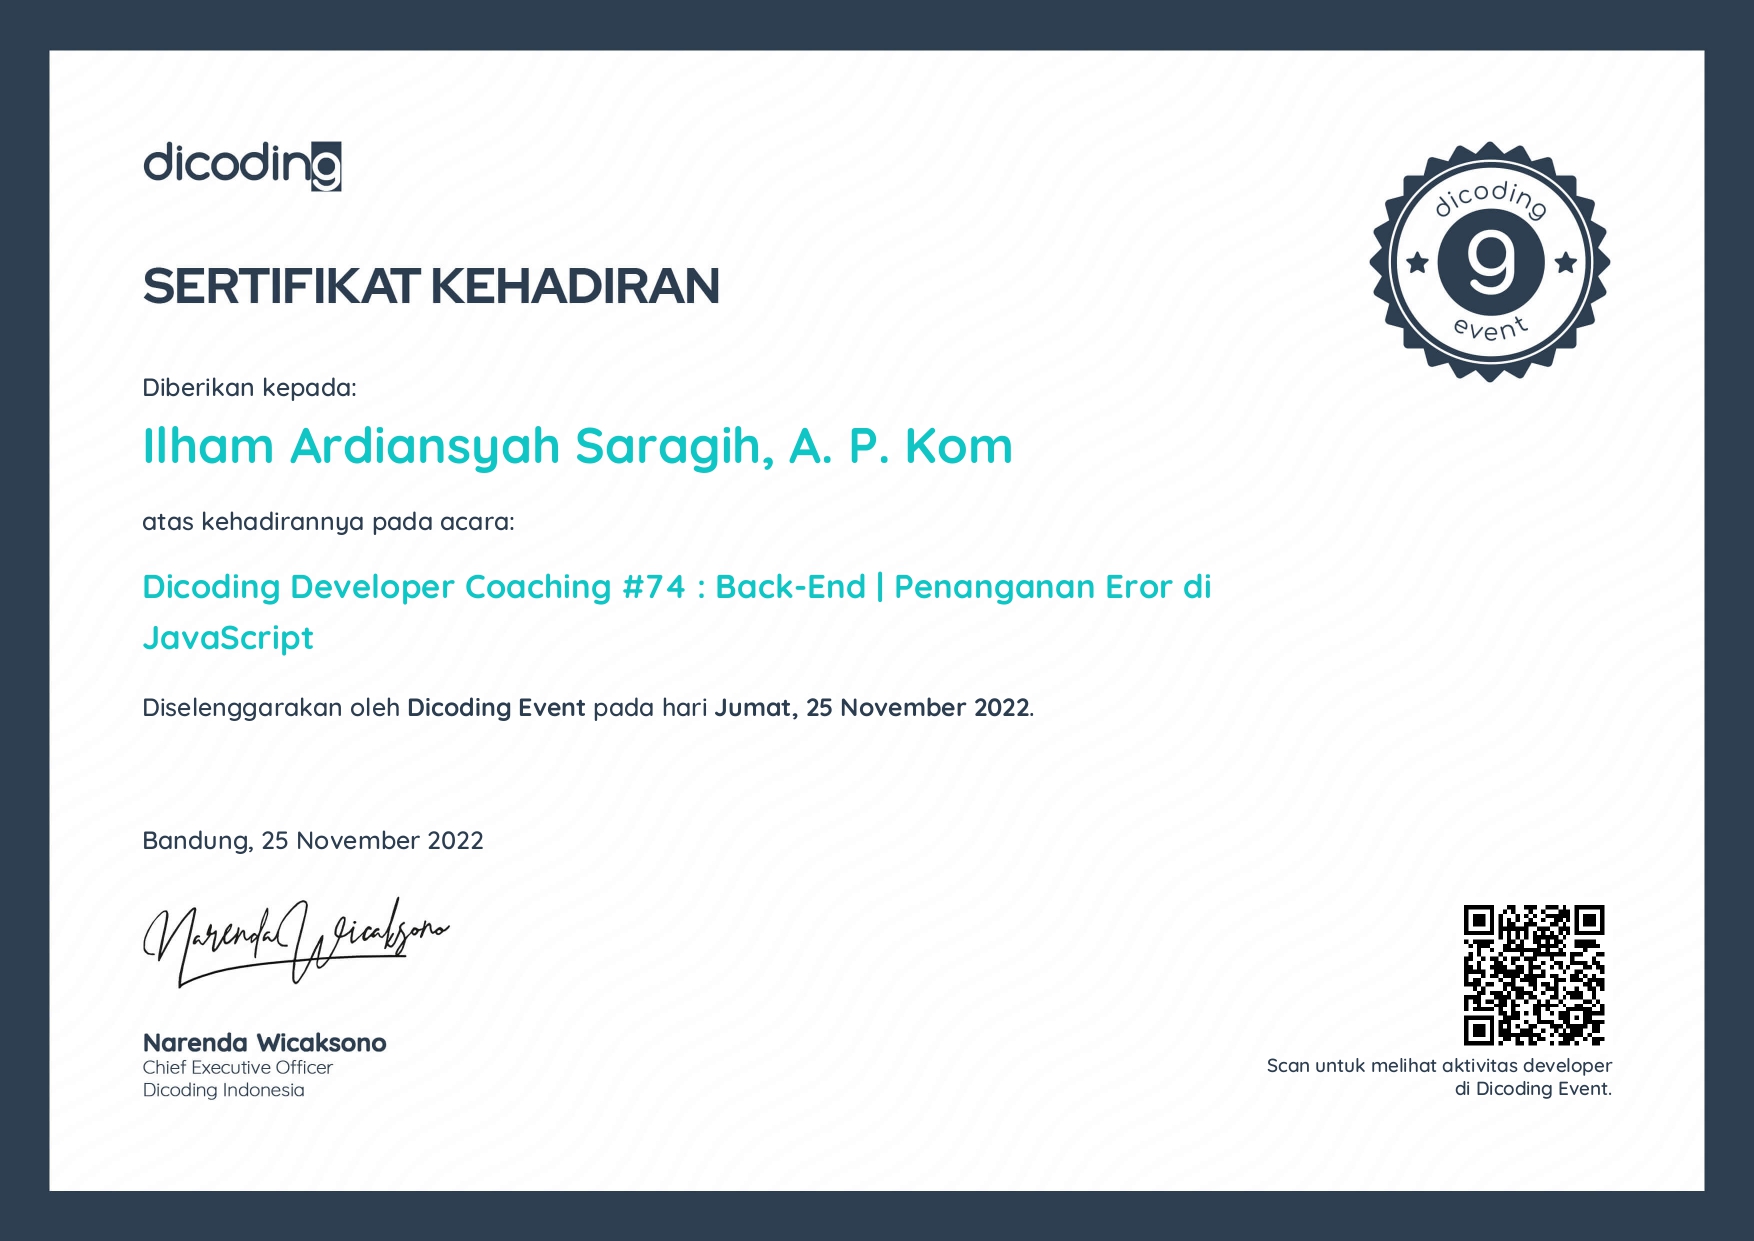 dicoding
SERTIFIKAT KEHADIRAN
dicoding
g
event
Diberikan kepada:
Ilham Ardiansyah Saragih, A. P. Kom
atas kehadirannya pada acara:
Dicoding Developer Coaching #74 : Back-End | Penanganan Eror di
JavaScript
Diselenggarakan oleh Dicoding Event pada hari Jumat, 25 November 2022.
Bandung, 25 November 2022
Narenda Wicaksono
Narenda Wicaksono
Chief Executive Officer
Dicoding Indonesia
Scan untuk melihat aktivitas developer
di Dicoding Event.